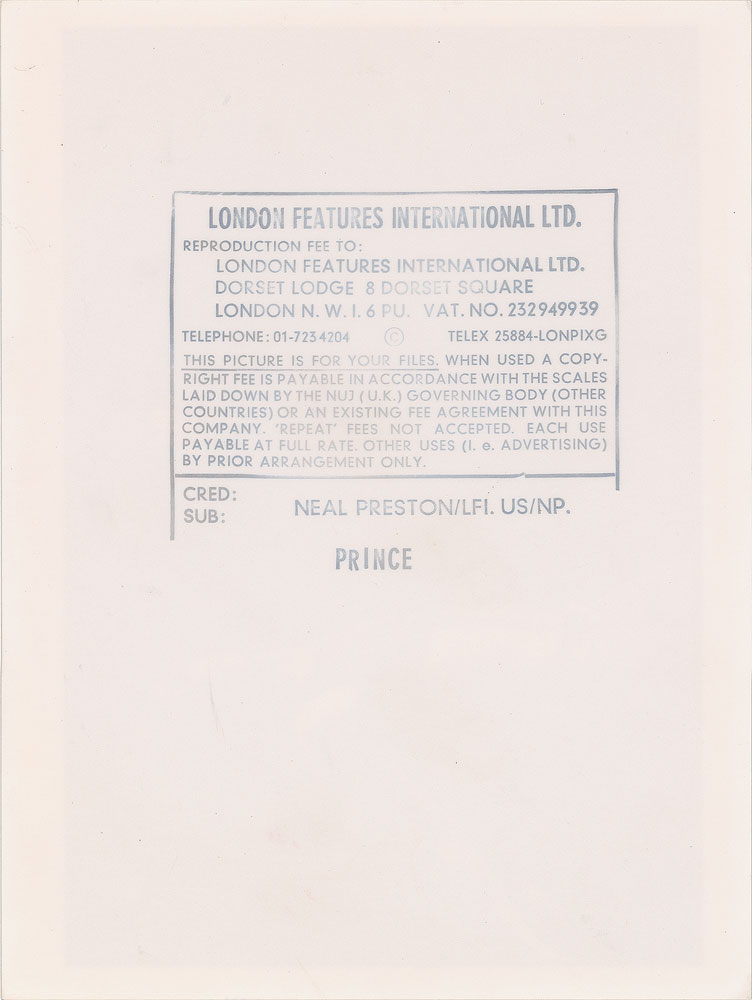 LONDON FEATURES INTERNATIONAL LTD.
REPRODUCTION FEE TO:
LONDON FEATURES INTERNATIONAL LTD.
DORSET LODGE 8 DORSET SQUARE
LONDON N. W. I. 6 PU. VAT. NO. 232949939
TELEPHONE: 01-7234204 © TELEX 25884-LONPIXG
THIS PICTURE IS FOR YOUR FILES. WHEN USED A COPY-
RIGHT FEE IS PAYABLE IN ACCORDANCE WITH THE SCALES
LAID DOWN BY THE NUJ (U.K.) GOVERNING BODY (OTHER
COUNTRIES) OR AN EXISTING FEE AGREEMENT WITH THIS
COMPANY. 'REPEAT' FEES NOT ACCEPTED. EACH USE
PAYABLE AT FULL RATE. OTHER USES (I. e. ADVERTISING)
BY PRIOR ARRANGEMENT ONLY.
CRED:
SUB: NEAL PRESTON/LFI. US/NP.
PRINCE